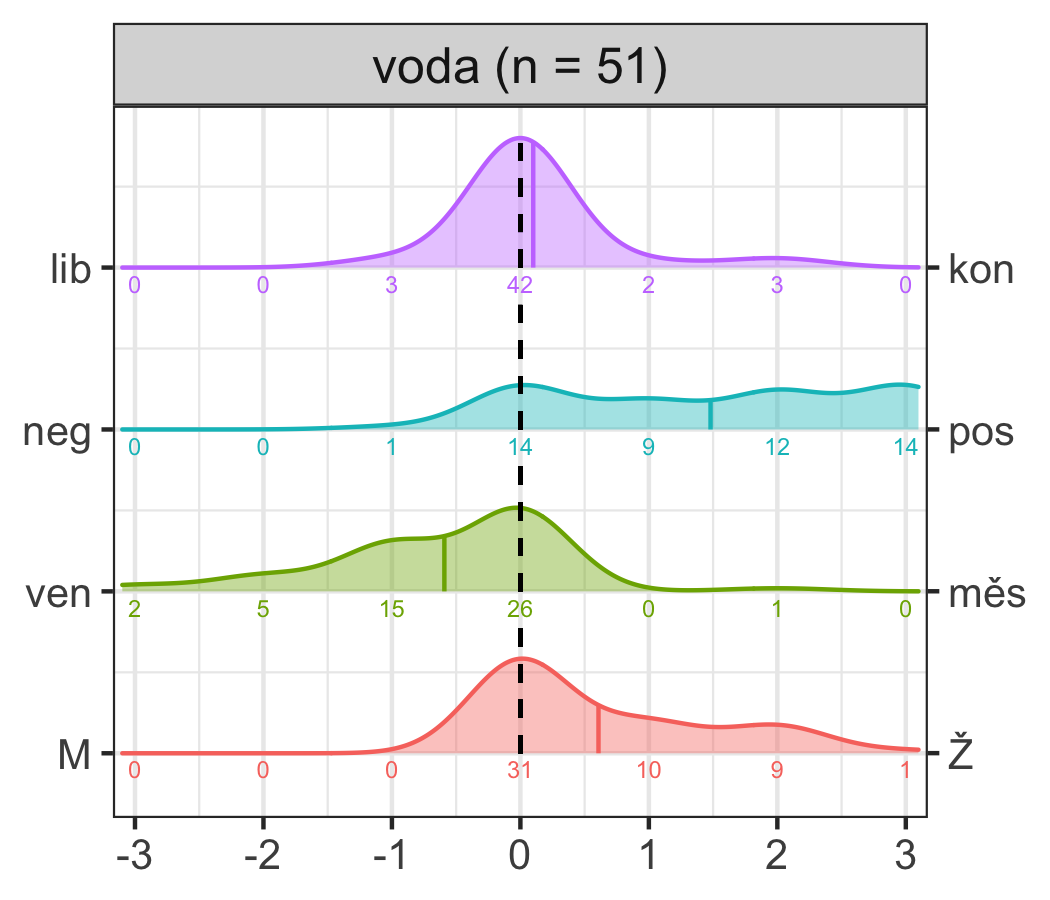 voda (n = 51)
lib kon
0 0 3 42 2 3 0
neg pos
0 0 1 14 9 12 14
ven měs
2 5 15 26 0 1 0
M Ž
0 0 0 31 10 9 1
-3 -2 -1 0 1 2 3